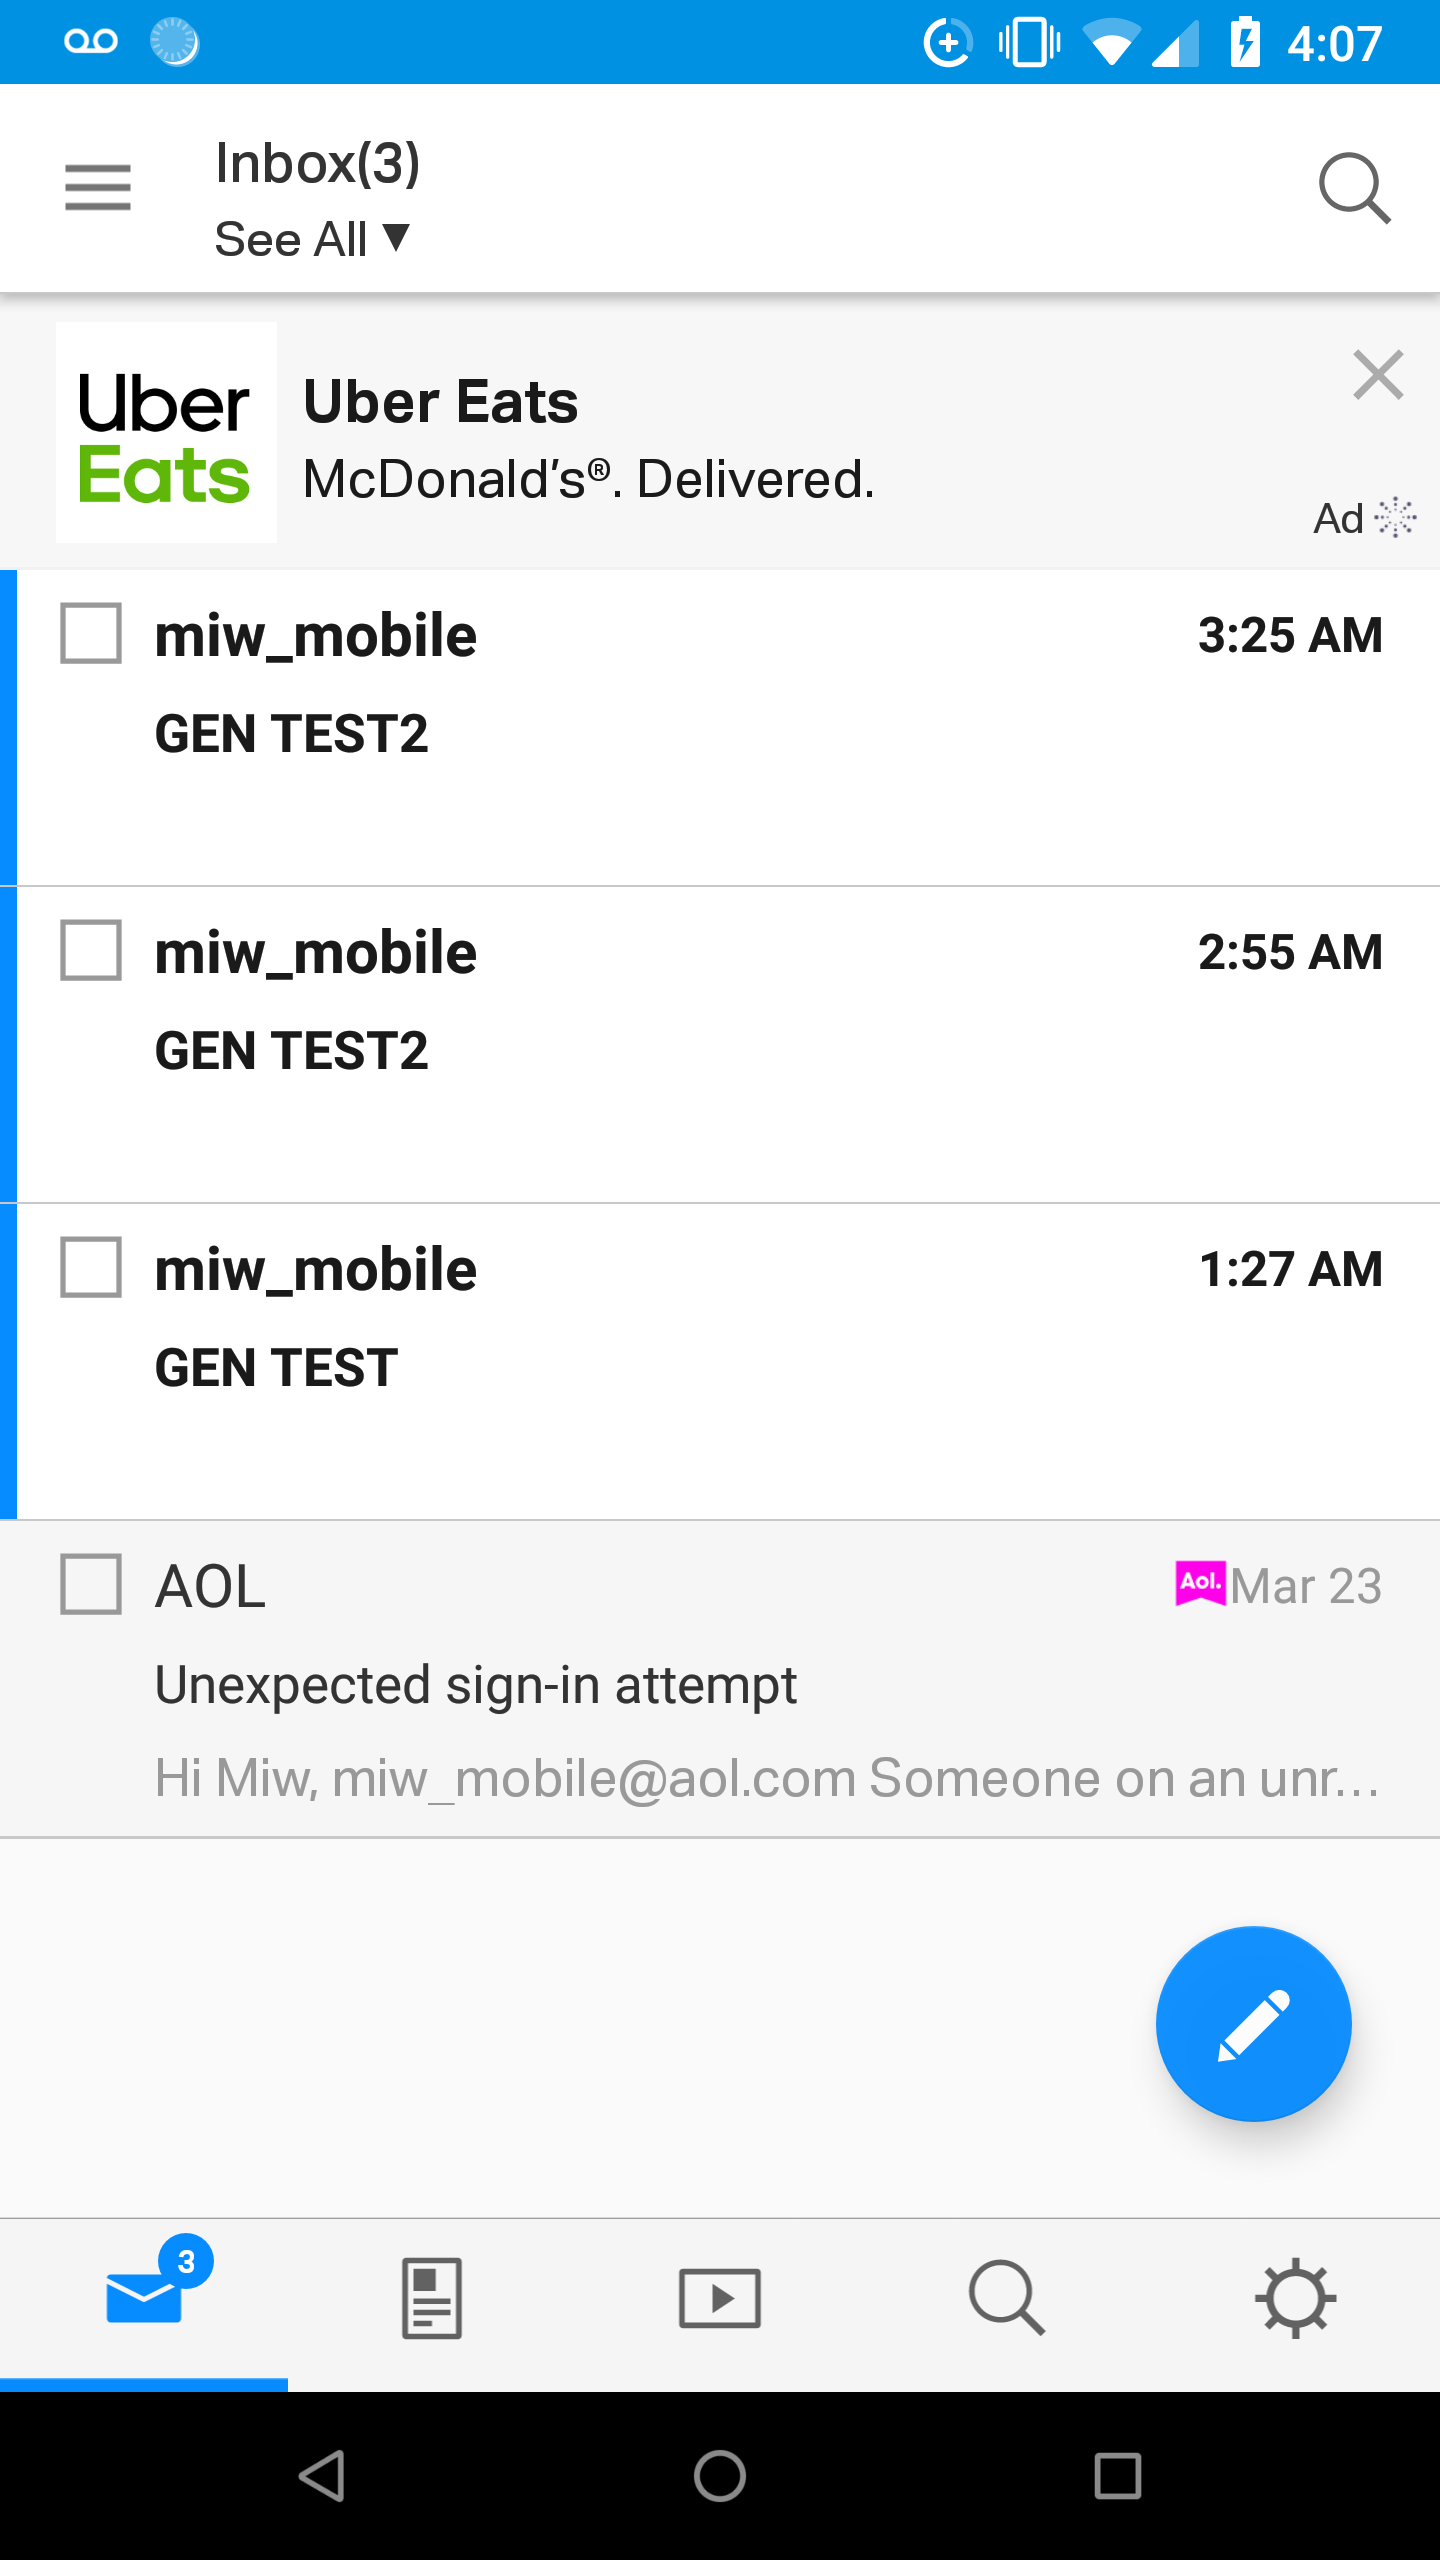 4:07
Inbox(3)
See All ▼
Uber
Eats
Uber Eats
McDonald's®. Delivered.
Ad
miw_mobile
3:25 AM
GEN TEST2
miw_mobile
2:55 AM
GEN TEST2
miw_mobile
1:27 AM
GEN TEST
AOL
Aol.
Mar 23
Unexpected sign-in attempt
Hi Miw, miw_mobile@aol.com Someone on an unr...
3